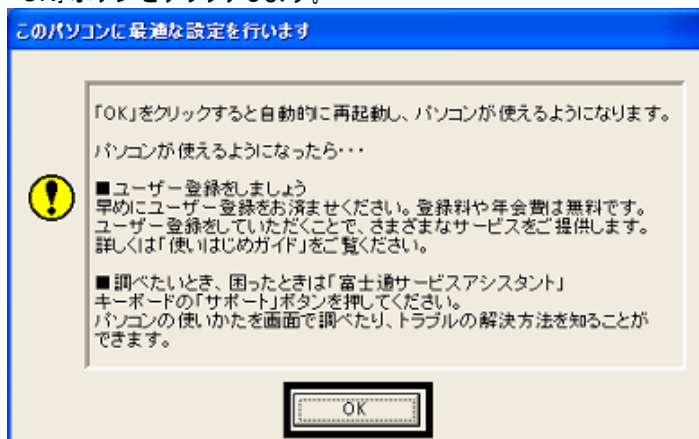 OK」ボタンをクリックします。
このパソコンに最適な設定を行います
「OK」をクリックすると自動的に再起動し、パソコンが使えるようになります。
パソコンが使えるようになったら・・・
■ユーザー登録をしましょう
早めにユーザー登録をお済ませください。登録料や年会費は無料です。
ユーザー登録をしていただくことで、さまざまなサービスをご提供します。
詳しくは「使いはじめガイド」をご覧ください。
■調べたいとき、困ったときは「富士通サービスアシスタント」
キーボードの「サポート」ボタンを押してください。
パソコンの使いかたを画面で調べたり、トラブルの解決方法を知ることが
できます。
OK